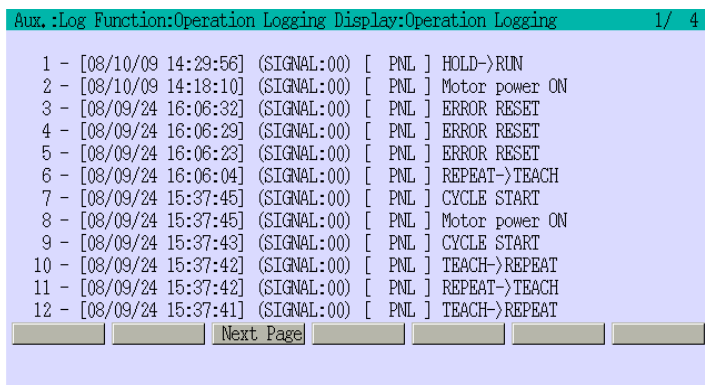 Aux.:Log Function:Operation Logging Display:Operation Logging 1/ 4
1 - [08/10/09 14:29:56] (SIGNAL:00) [ PNL ] HOLD->RUN
2 - [08/10/09 14:18:10] (SIGNAL:00) [ PNL ] Motor power ON
3 - [08/09/24 16:06:32] (SIGNAL:00) [ PNL ] ERROR RESET
4 - [08/09/24 16:06:29] (SIGNAL:00) [ PNL ] ERROR RESET
5 - [08/09/24 16:06:23] (SIGNAL:00) [ PNL ] ERROR RESET
6 - [08/09/24 16:06:04] (SIGNAL:00) [ PNL ] REPEAT->TEACH
7 - [08/09/24 15:37:45] (SIGNAL:00) [ PNL ] CYCLE START
8 - [08/09/24 15:37:45] (SIGNAL:00) [ PNL ] Motor power ON
9 - [08/09/24 15:37:43] (SIGNAL:00) [ PNL ] CYCLE START
10 - [08/09/24 15:37:42] (SIGNAL:00) [ PNL ] TEACH->REPEAT
11 - [08/09/24 15:37:42] (SIGNAL:00) [ PNL ] REPEAT->TEACH
12 - [08/09/24 15:37:41] (SIGNAL:00) [ PNL ] TEACH->REPEAT
Next Page